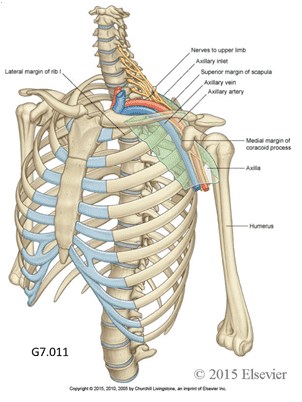 Nerves to upper limb
Axillary inlet
Lateral margin of rib I
Superior margin of scapula
Axillary vein
Axillary artery
Medial margin of
coracoid process
Axilla
Humerus
G7.011
© 2015 Elsevier
Copyright © 2015, 2010, 2005 by Churchill Livingstone, an imprint of Elsevier Inc.